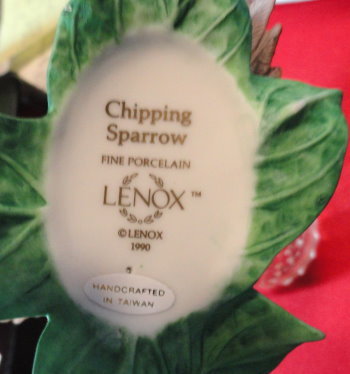 Chipping
Sparrow
FINE PORCELAIN
LENOX™
©LENOX
1990
HANDCRAFTED
IN TAIWAN